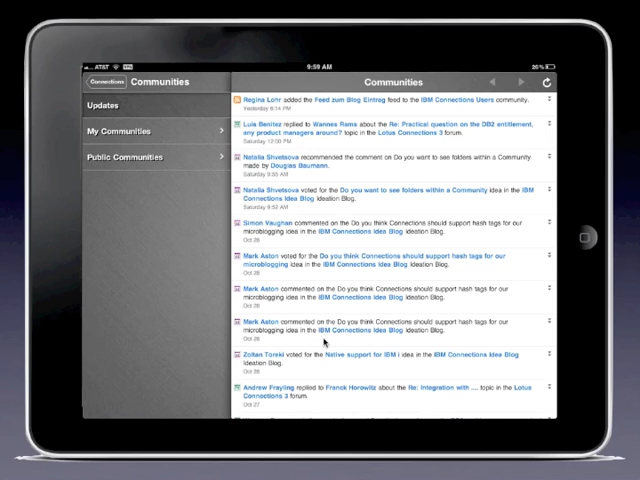 AT&T
VPN
9:59 AM
26%
Connections
Communities
Communities
Updates
My Communities
Public Communities
Regina Lohr added the Feed zum Blog Eintrag feed to the IBM Connections Users community.
Yesterday 6:14 PM
Luis Benitez replied to Wannes Rams about the Re: Practical question on the DB2 entitlement,
any product managers around? topic in the Lotus Connections 3 forum.
Saturday 12:00 PM
Natalia Shvetsova recommended the comment on Do you want to see folders within a Community
made by Douglas Baumann.
Saturday 9:55 AM
Natalia Shvetsova voted for the Do you want to see folders within a Community idea in the IBM
Connections Idea Blog Ideation Blog.
Saturday 9:52 AM
Simon Vaughan commented on the Do you think Connections should support hash tags for our
microblogging idea in the IBM Connections Idea Blog Ideation Blog.
Oct 28
Mark Aston voted for the Do you think Connections should support hash tags for our
microblogging idea in the IBM Connections Idea Blog Ideation Blog.
Oct 28
Mark Aston commented on the Do you think Connections should support hash tags for our
microblogging idea in the IBM Connections Idea Blog Ideation Blog.
Oct 28
Mark Aston commented on the Do you think Connections should support hash tags for our
microblogging idea in the IBM Connections Idea Blog Ideation Blog.
Oct 28
Zoltan Toreki voted for the Native support for IBM i idea in the IBM Connections Idea Blog
Ideation Blog.
Oct 28
Andrew Frayling replied to Franck Horowitz about the Re: Integration with .... topic in the Lotus
Connections 3 forum.
Oct 27